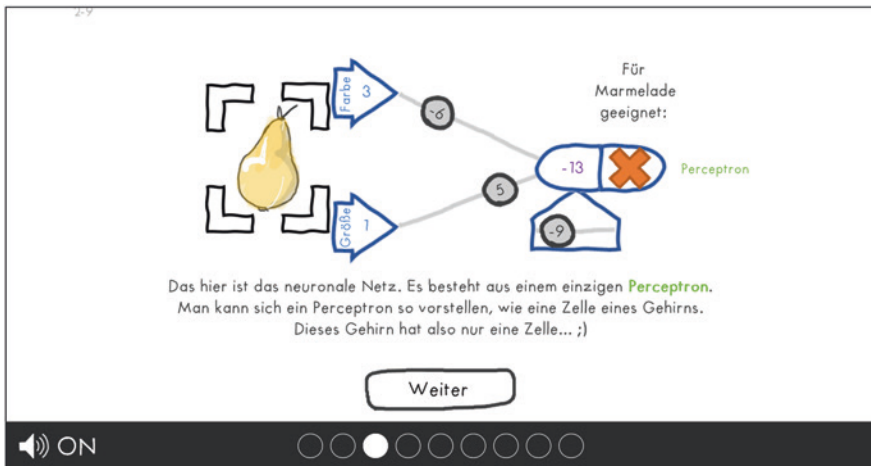 2-9
Farbe
3
-6
Für
Marmelade
geeignet:
-13
Perceptron
5
Größe
1
-9
Das hier ist das neuronale Netz. Es besteht aus einem einzigen Perceptron.
Man kann sich ein Perceptron so vorstellen, wie eine Zelle eines Gehirns.
Dieses Gehirn hat also nur eine Zelle... ;)
Weiter
ON